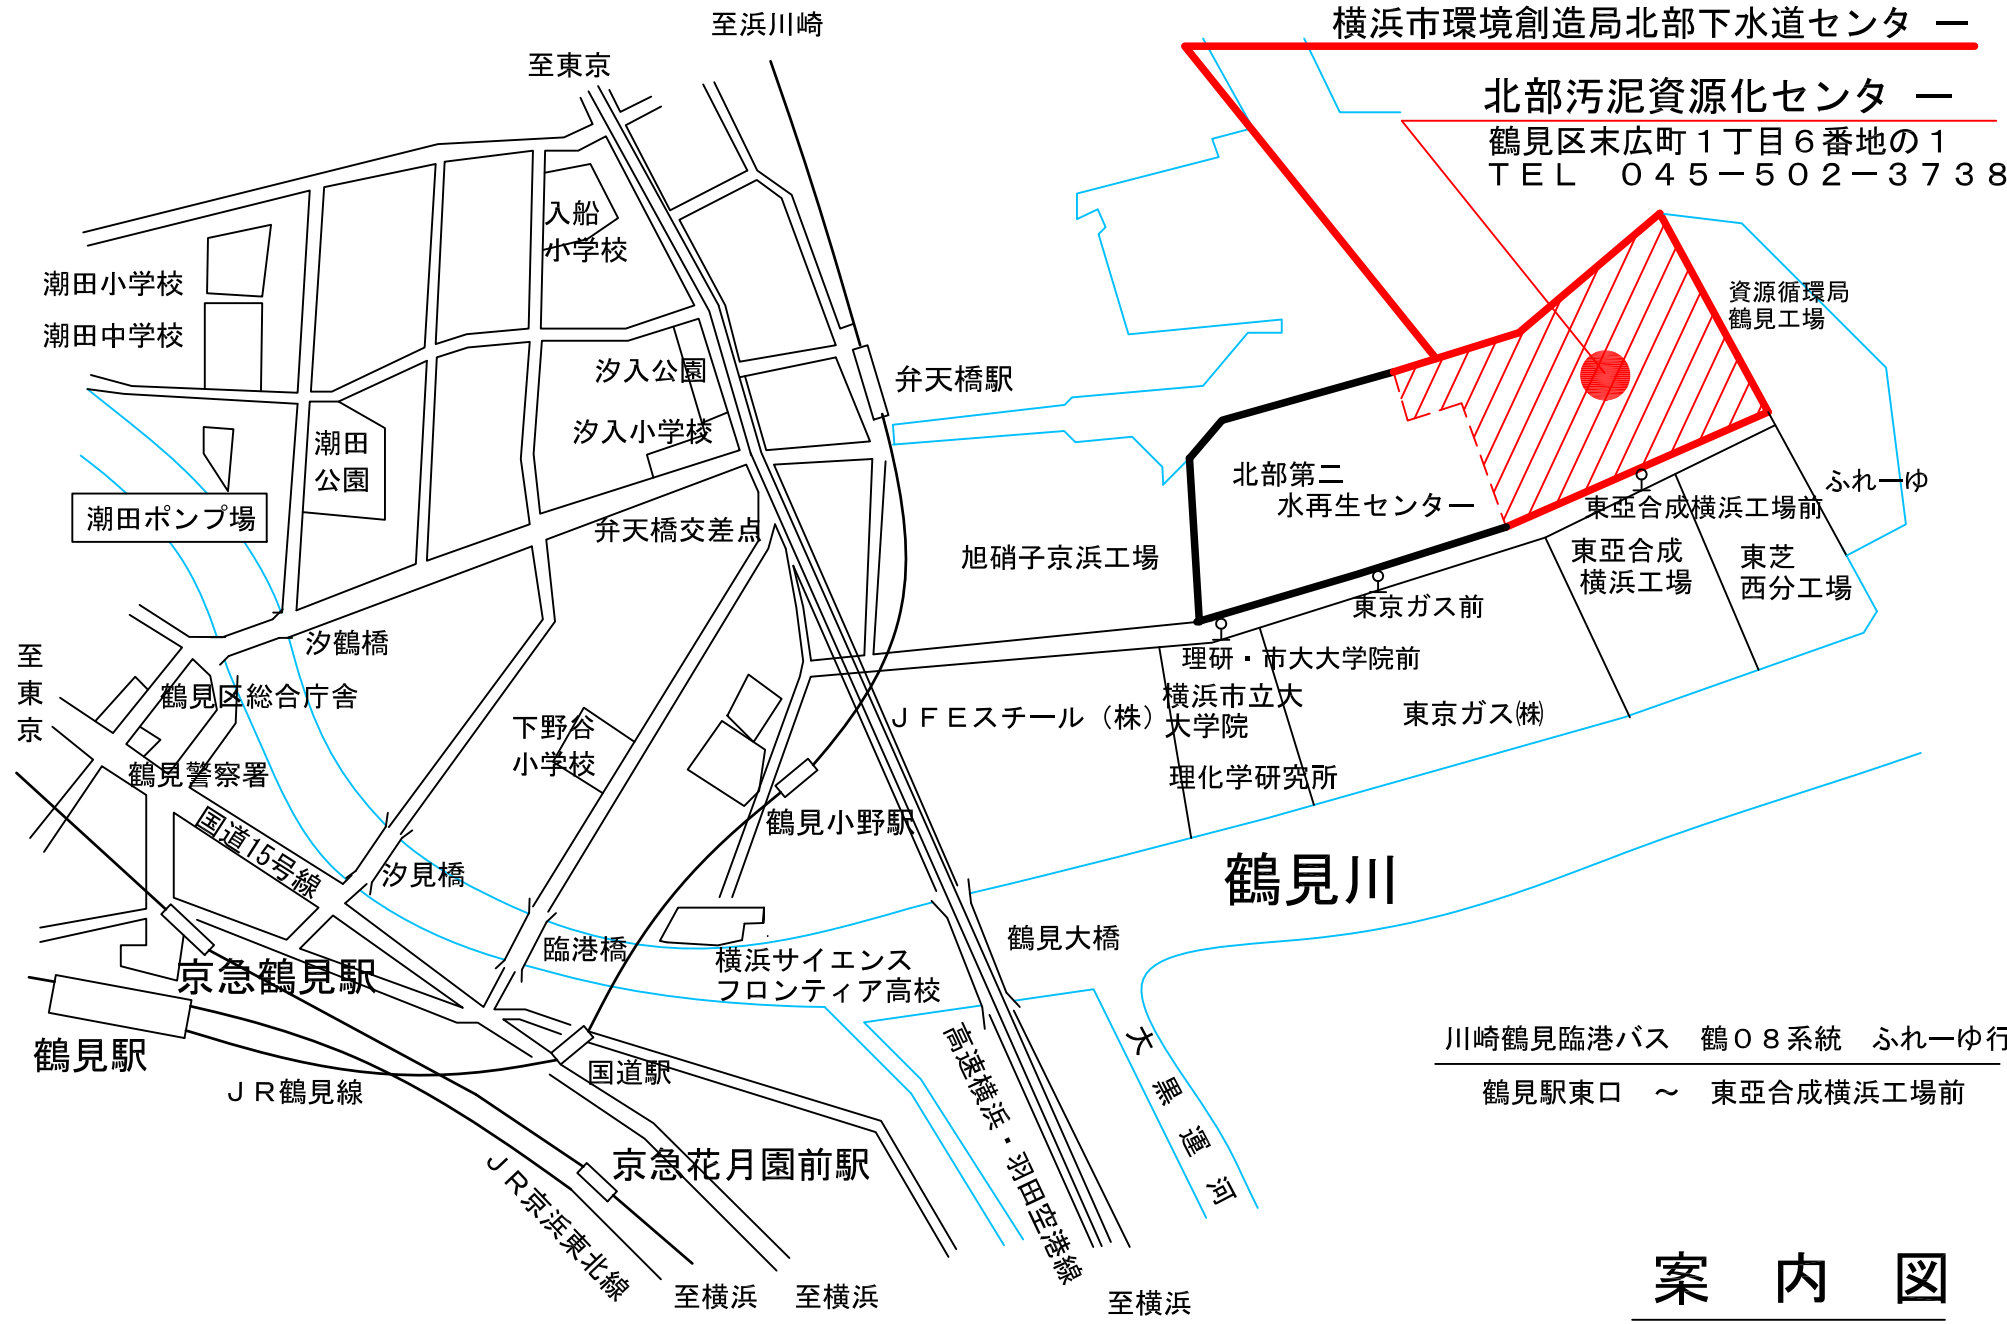 至浜川崎
横浜市環境創造局北部下水道センター
至東京
北部汚泥資源化センター
鶴見区末広町１丁目６番地の１
ＴＥＬ　０４５－５０２－３７３８
入船
小学校
潮田小学校
資源循環局
鶴見工場
潮田中学校
汐入公園
弁天橋駅
汐入小学校
潮田
公園
北部第二
水再生センター
ふれーゆ
東亞合成横浜工場前
潮田ポンプ場
弁天橋交差点
旭硝子京浜工場
東亞合成
横浜工場
東芝
西分工場
東京ガス前
汐鶴橋
理研・市大大学院前
至東京
鶴見区総合庁舎
横浜市立大
大学院
ＪＦＥスチール（株）
東京ガス㈱
下野谷
小学校
鶴見警察署
理化学研究所
国道15号線
鶴見小野駅
汐見橋
鶴見川
臨港橋
鶴見大橋
横浜サイエンス
フロンティア高校
京急鶴見駅
鶴見駅
国道駅
ＪＲ鶴見線
高速横浜・羽田空港線
大黒運河
川崎鶴見臨港バス　鶴０８系統　ふれーゆ行
鶴見駅東口　～　東亞合成横浜工場前
京急花月園前駅
ＪＲ京浜東北線
至横浜
至横浜
至横浜
案　内　図